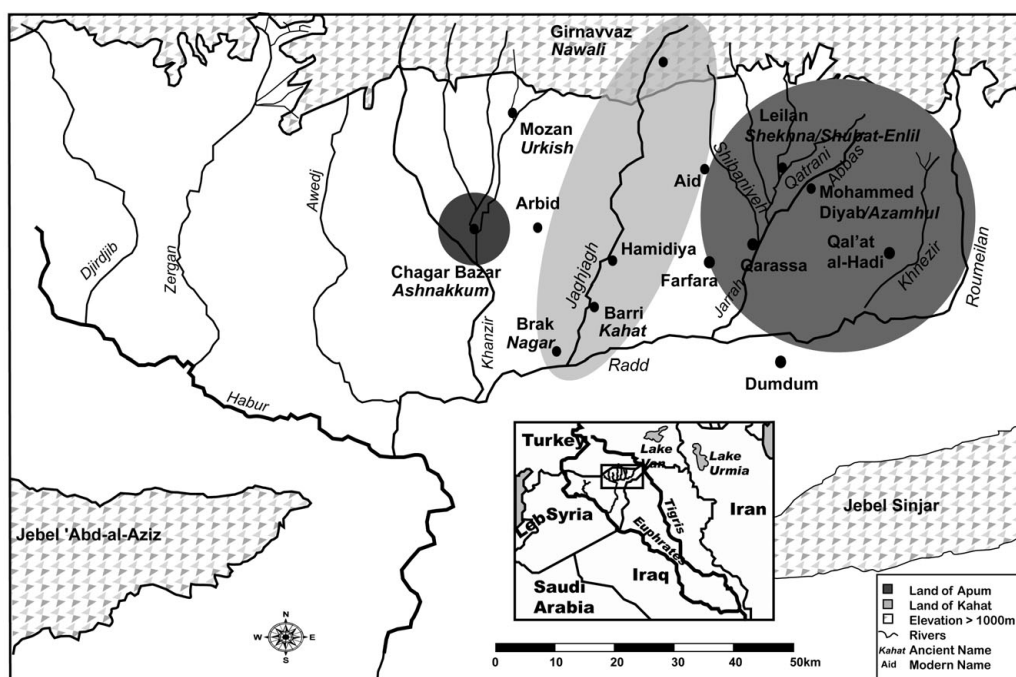 Girnavvaz
Nawali
Mozan
Urkish
Leilan
Shekhna/Shubat-Enlil
Shibaniveh
Qatrani
Abbas
Aid
Mohammed
Diyab/Azamhul
Awedj
Arbid
Djirdjib
Zergan
Jaghjagh
Hamidiya
Qarassa
Qal'at
al-Hadi
Khnezir
Roumeilan
Chagar Bazar
Ashnakkum
Farfara
Jarrah
Khanzir
Barri
Kahat
Brak
Nagar
Radd
Dumdum
Habur
Turkey
Lake
Van
Lake
Urmia
Iran
Syria
Leb.
Tigris
Euphrates
Iraq
Saudi
Arabia
Jebel Sinjar
Jebel 'Abd-al-Aziz
N
W
E
S
0
10
20
30
40
50km
Land of Apum
Land of Kahat
Elevation > 1000m
Rivers
Kahat
Ancient Name
Aid
Modern Name